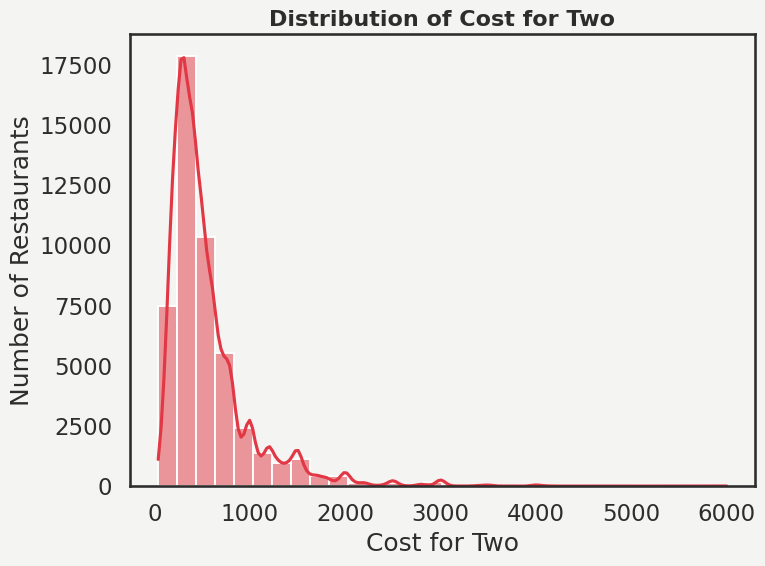 Distribution of Cost for Two
Number of Restaurants
17500
15000
12500
10000
7500
5000
2500
0
0 1000 2000 3000 4000 5000 6000
Cost for Two